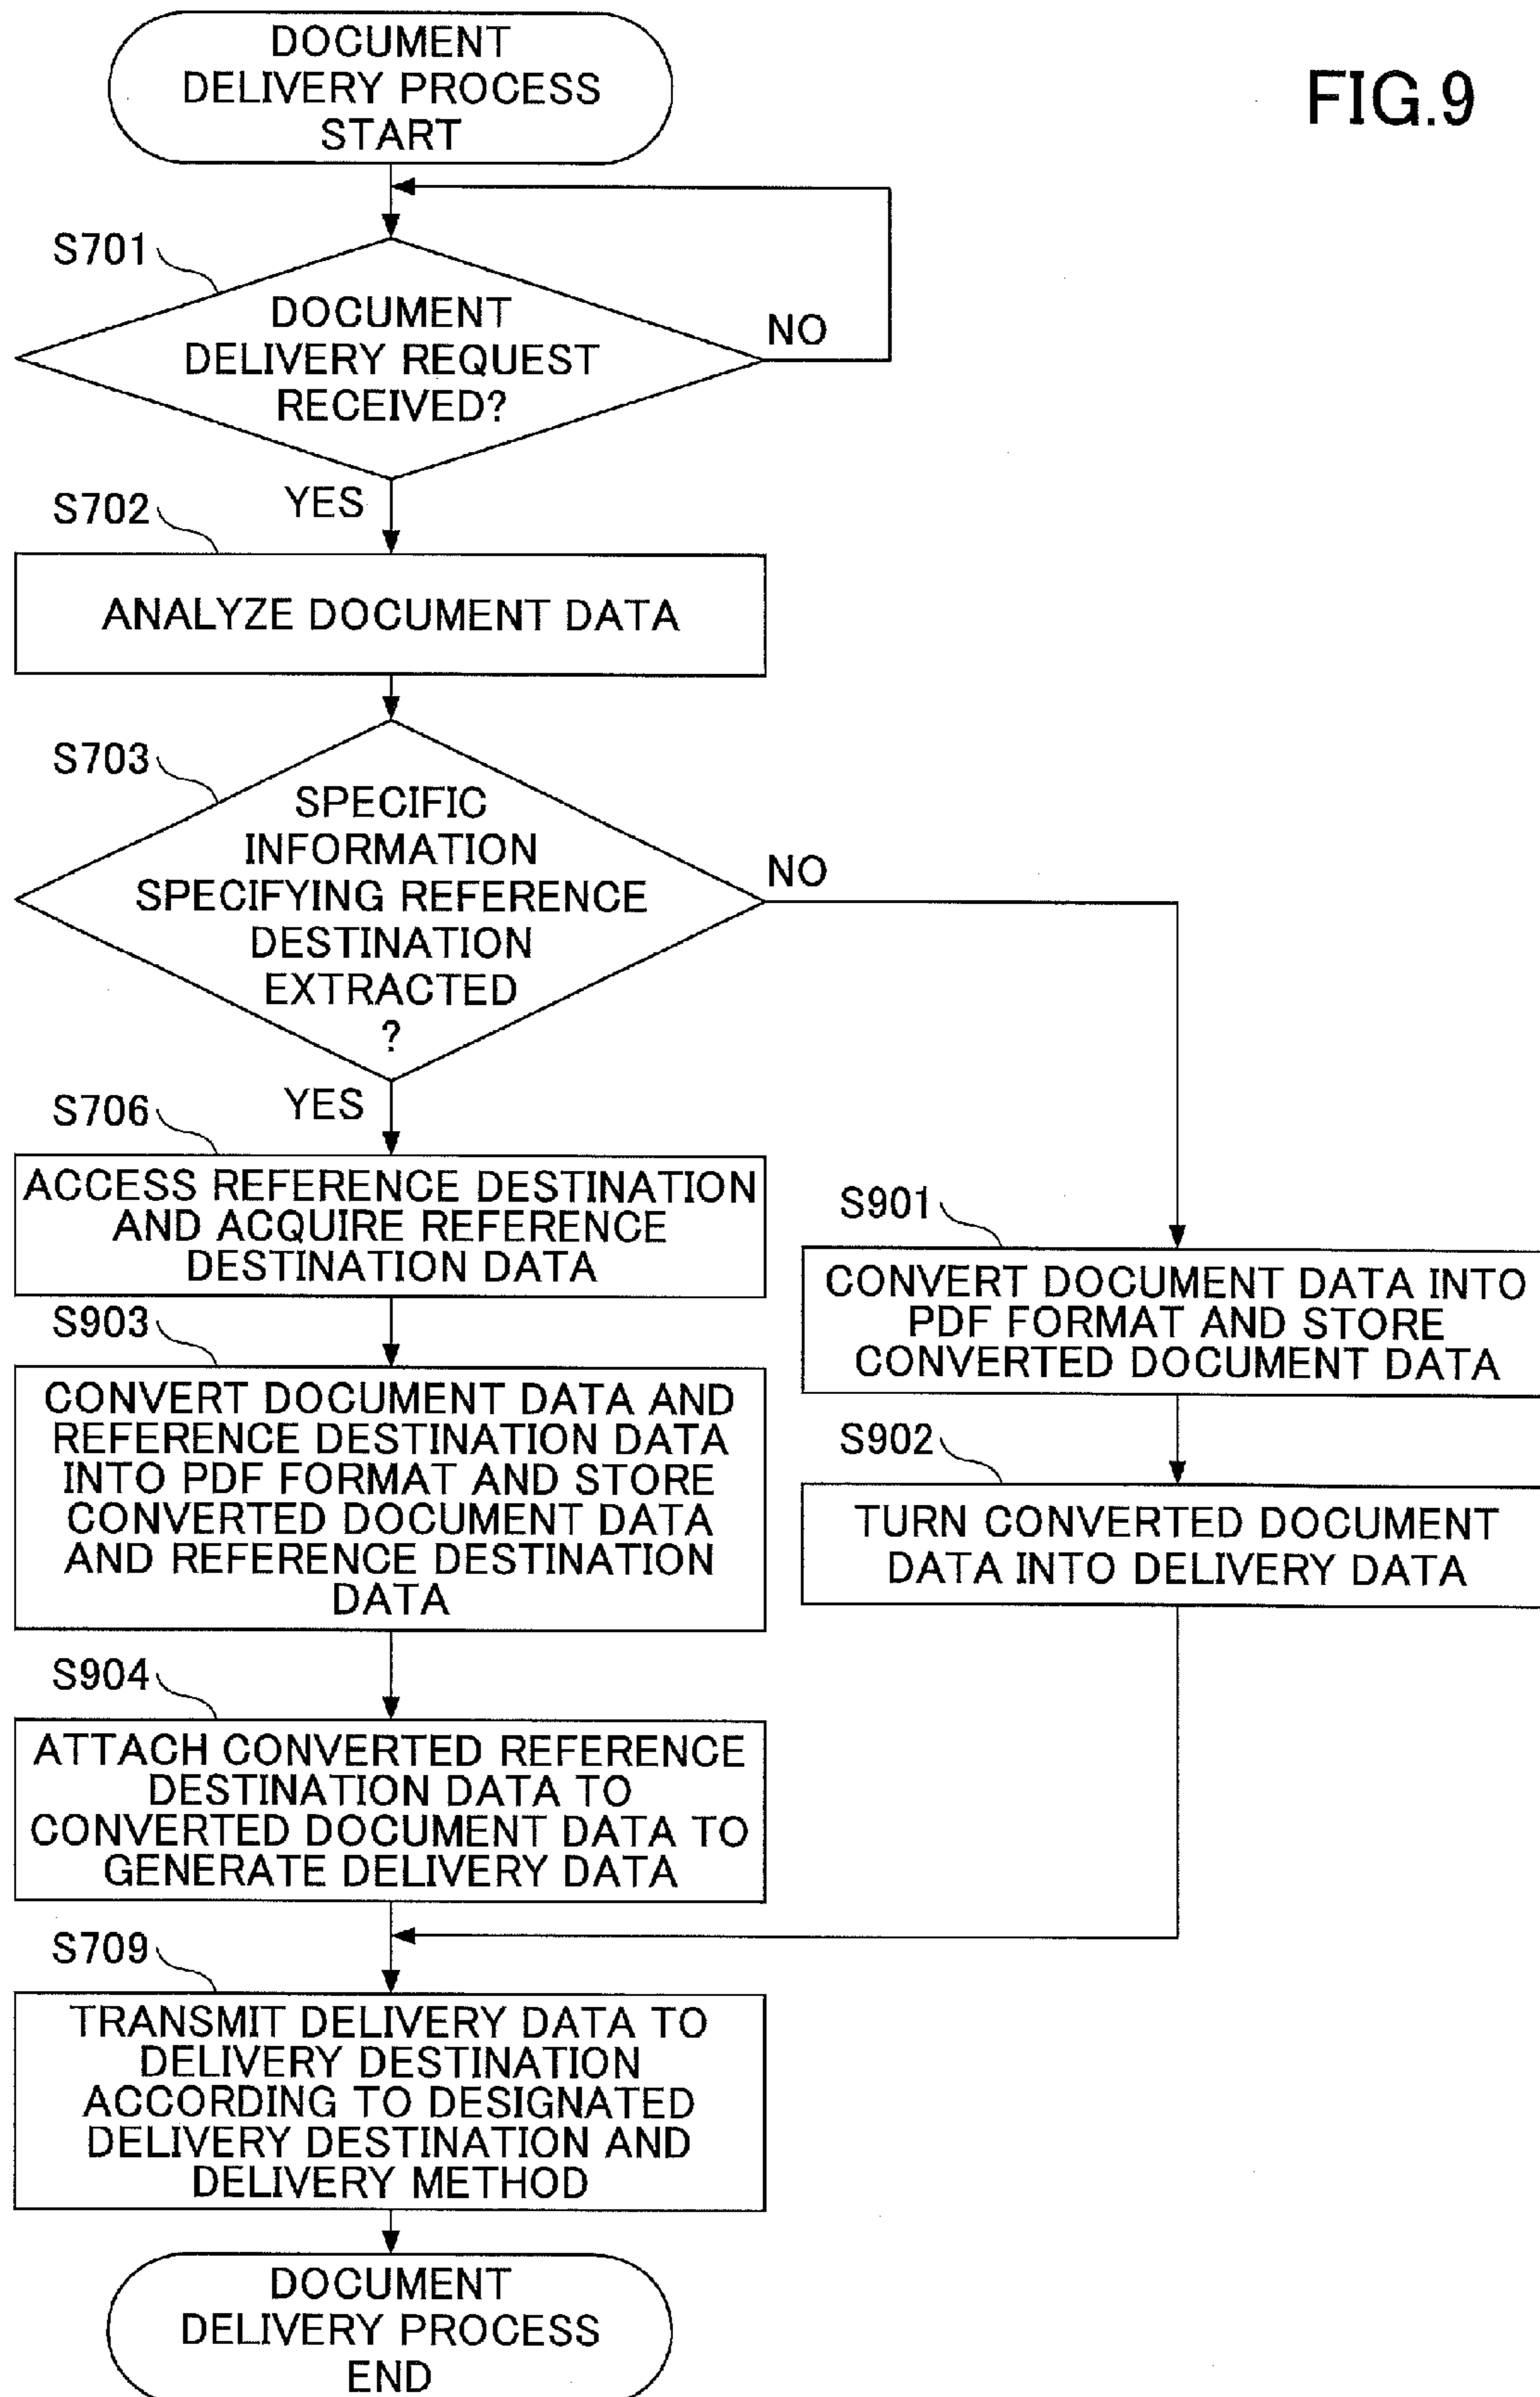 DOCUMENT
DELIVERY PROCESS
START
FIG.9
S701
DOCUMENT
DELIVERY REQUEST
RECEIVED?
NO
YES
S702
ANALYZE DOCUMENT DATA
S703
SPECIFIC
INFORMATION
SPECIFYING REFERENCE
DESTINATION
EXTRACTED
?
NO
YES
S706
ACCESS REFERENCE DESTINATION
AND ACQUIRE REFERENCE
DESTINATION DATA
S903
CONVERT DOCUMENT DATA AND
REFERENCE DESTINATION DATA
INTO PDF FORMAT AND STORE
CONVERTED DOCUMENT DATA
AND REFERENCE DESTINATION
DATA
S904
ATTACH CONVERTED REFERENCE
DESTINATION DATA TO
CONVERTED DOCUMENT DATA TO
GENERATE DELIVERY DATA
S901
CONVERT DOCUMENT DATA INTO
PDF FORMAT AND STORE
CONVERTED DOCUMENT DATA
S902
TURN CONVERTED DOCUMENT
DATA INTO DELIVERY DATA
S709
TRANSMIT DELIVERY DATA TO
DELIVERY DESTINATION
ACCORDING TO DESIGNATED
DELIVERY DESTINATION AND
DELIVERY METHOD
DOCUMENT
DELIVERY PROCESS
END